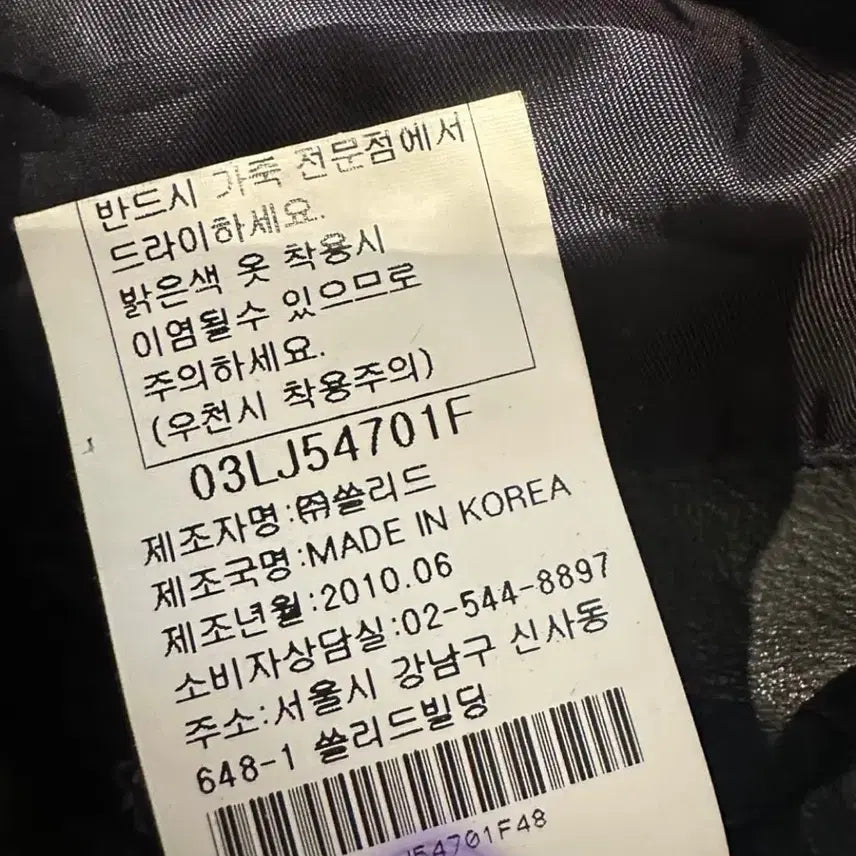 반드시 가죽 전문점에서
드라이하세요.
밝은색 옷 착용시
이염될수 있으므로
주의하세요.
(우천시 착용주의)
03LJ54701F
제조자명:㈜쏠리드
제조국명:MADE IN KOREA
제조년월:2010.06
소비자상담실:02-544-8897
주소:서울시 강남구 신사동
648-1 쏠리드빌딩
J54701F48